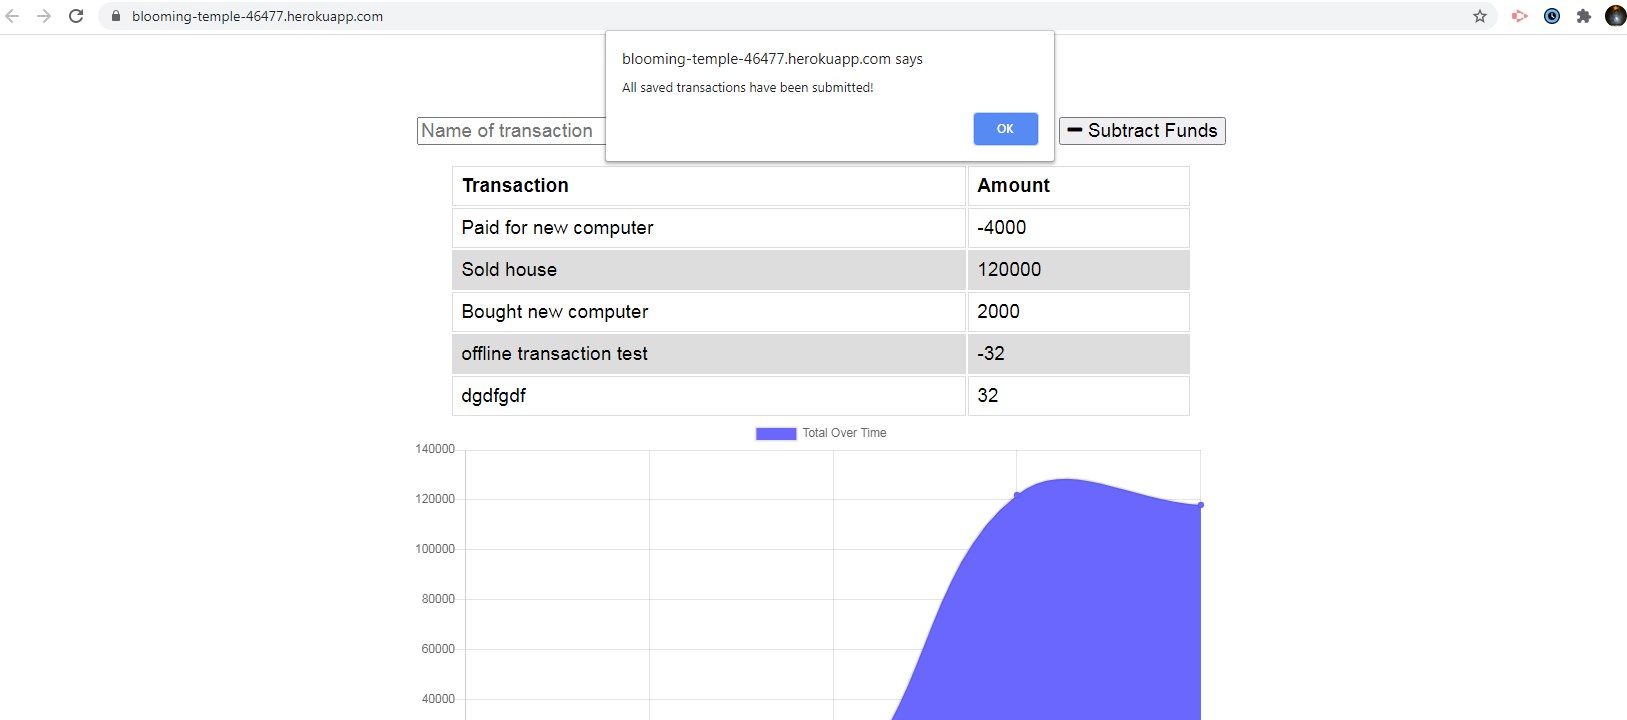 blooming-temple-46477.herokuapp.com
blooming-temple-46477.herokuapp.com says
All saved transactions have been submitted!
OK
Name of transaction
Subtract Funds
Transaction Amount
Paid for new computer -4000
Sold house 120000
Bought new computer 2000
offline transaction test -32
dgdfgdf 32
Total Over Time
140000
120000
100000
80000
60000
40000